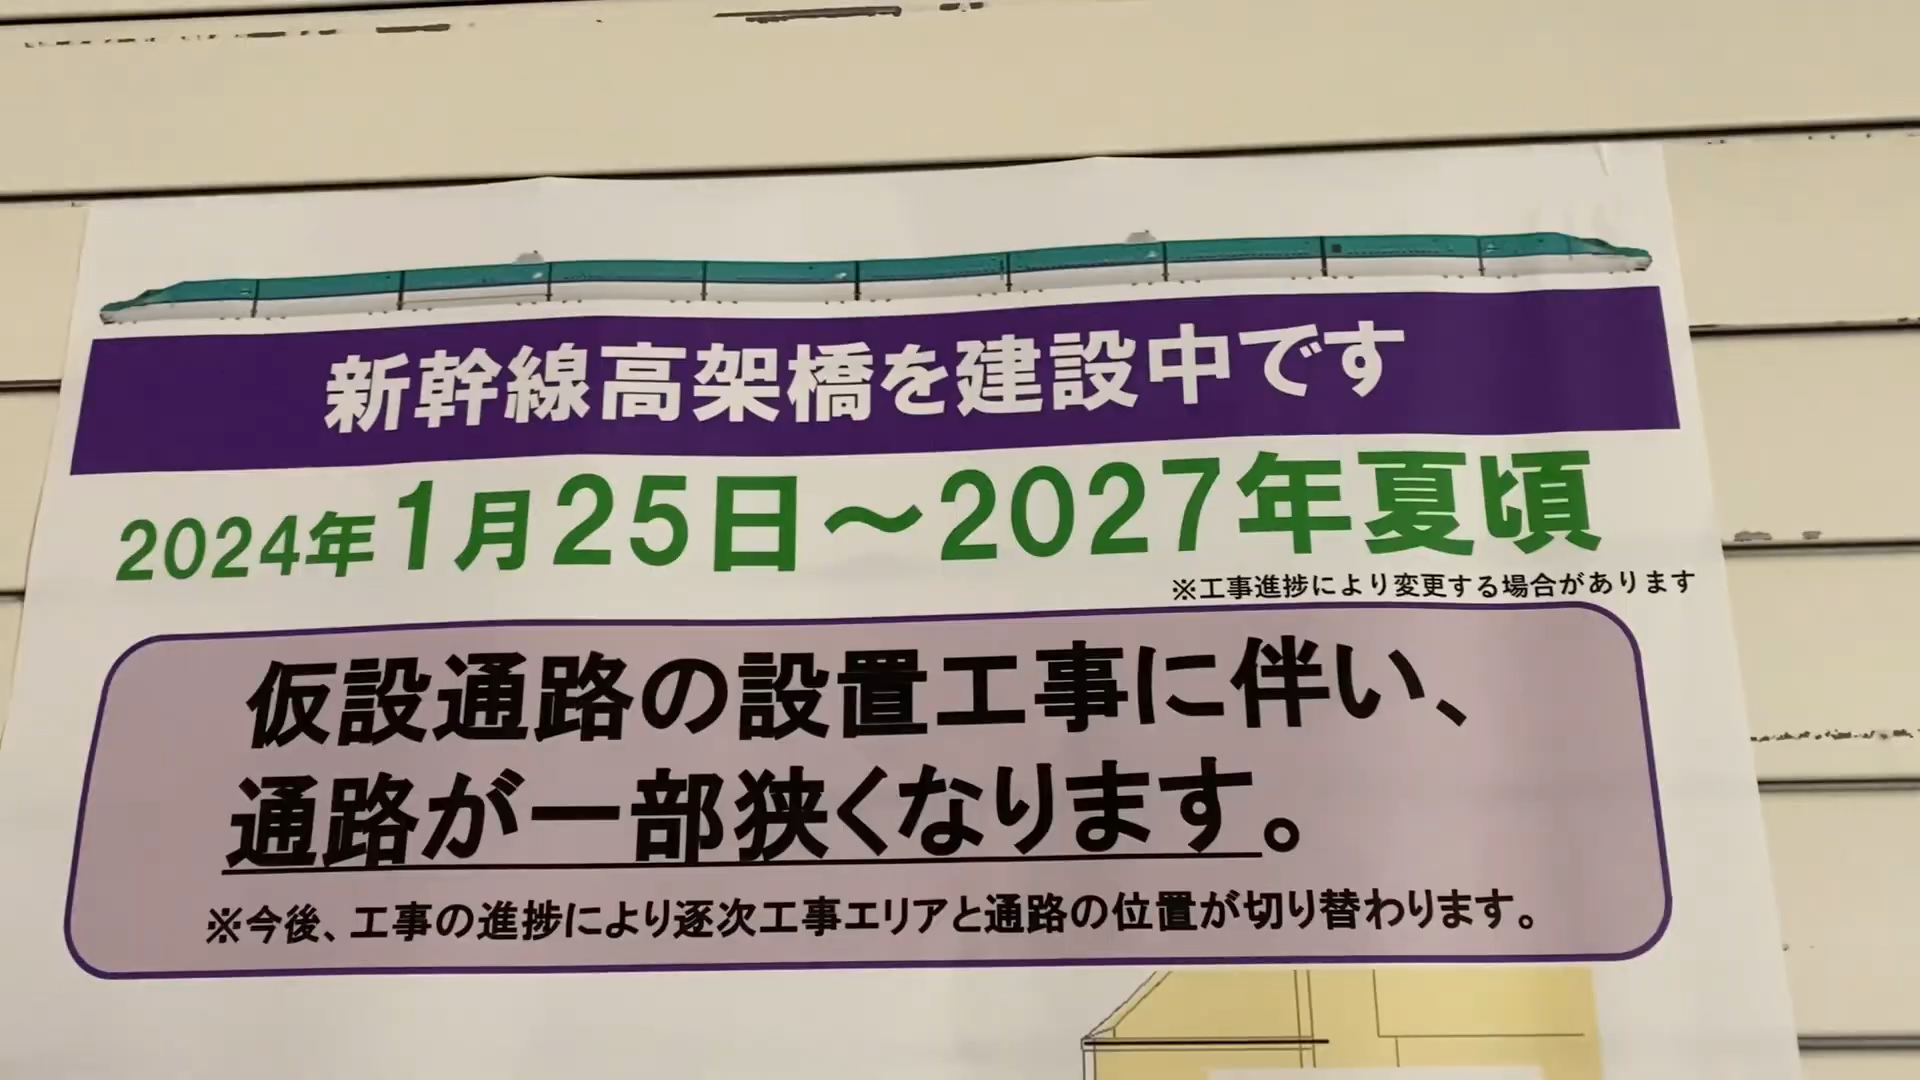 新幹線高架橋を建設中です
2024年1月25日～2027年夏頃
※工事進捗により変更する場合があります
仮設通路の設置工事に伴い、
通路が一部狭くなります。
※今後、工事の進捗により逐次工事エリアと通路の位置が切り替わります。